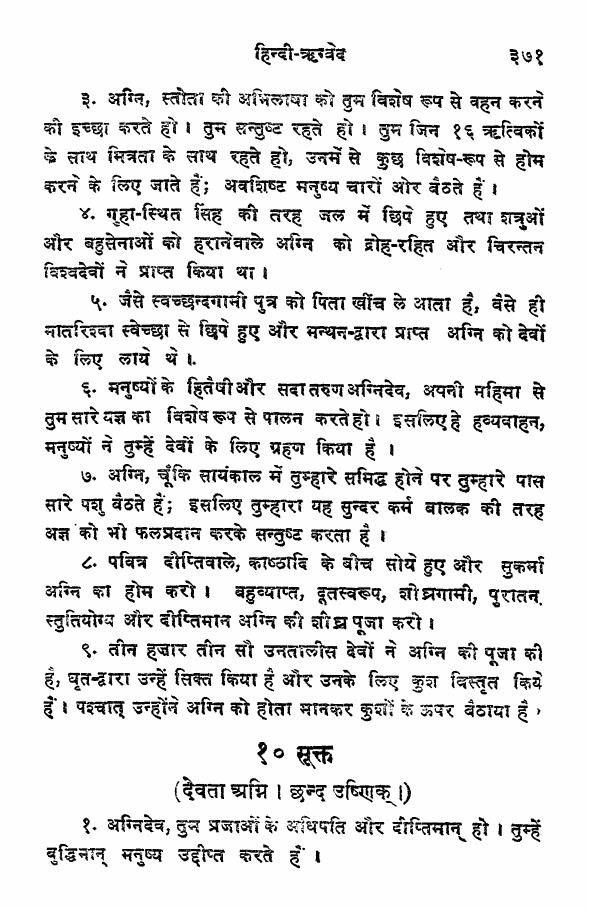 हिन्दी-ऋग्वेद ३७१
३. अग्नि, स्तोता की अभिलाषा को तुम विशेष रूप से वहन करने
की इच्छा करते हो। तुम सन्तुष्ट रहते हो। तुम जिन १६ ऋत्विकों
के साथ मित्रता के साथ रहते हो, उनमें से कुछ विशेष-रूप से होम
करने के लिए जाते हैं; अवशिष्ट मनुष्य चारों ओर बैठते हैं।
४. गुहा-स्थित सिंह की तरह जल में छिपे हुए तथा शत्रुओं
और बहुसेनाओं को हरानेवाले अग्नि को द्रोह-रहित और चिरन्तन
विश्वदेवों ने प्राप्त किया था।
५. जैसे स्वच्छन्दगामी पुत्र को पिता खींच ले आता है, वैसे ही
मातरिश्वा स्वेच्छा से छिपे हुए और मन्थन-द्वारा प्राप्त अग्नि को देवों
के लिए लाये थे।
६. मनुष्यों के हितैषी और सदा तरुण अग्निदेव, अपनी महिमा से
तुम सारे यज्ञ का विशेष रूप से पालन करते हो। इसलिए हे हव्यवाहन,
मनुष्यों ने तुम्हें देवों के लिए ग्रहण किया है।
७. अग्नि, चूँकि सायंकाल में तुम्हारे समिद्ध होने पर तुम्हारे पास
सारे पशु बैठते हैं; इसलिए तुम्हारा यह सुन्दर कर्म बालक की तरह
अज्ञ को भी फलप्रदान करके सन्तुष्ट करता है।
८. पवित्र दीप्तिवाले, काष्ठादि के बीच सोये हुए और सुकर्मा
अग्नि का होम करो। बहुव्याप्त, दूतस्वरूप, शीघ्रगामी, पुरातन,
स्तुतियोग्य और दीप्तिमान अग्नि की शीघ्र पूजा करो।
९. तीन हजार तीन सौ उनतालीस देवों ने अग्नि की पूजा की
है, घृत-द्वारा उन्हें सिक्त किया है और उनके लिए कुश विस्तृत किये
हैं। पश्चात् उन्होंने अग्नि को होता मानकर कुशों के ऊपर बैठाया है।
१० सूक्त
(देवता अग्नि। छन्द उष्णिक्।)
१. अग्निदेव, तुम प्रजाओं के अधिपति और दीप्तिमान् हो। तुम्हें
बुद्धिमान् मनुष्य उद्दीप्त करते हैं।